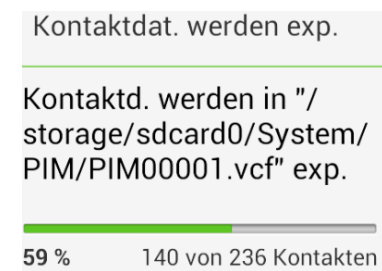 Kontaktdat. werden exp.
Kontaktd. werden in "/
storage/sdcard0/System/
PIM/PIM00001.vcf" exp.
59 %
140 von 236 Kontakten